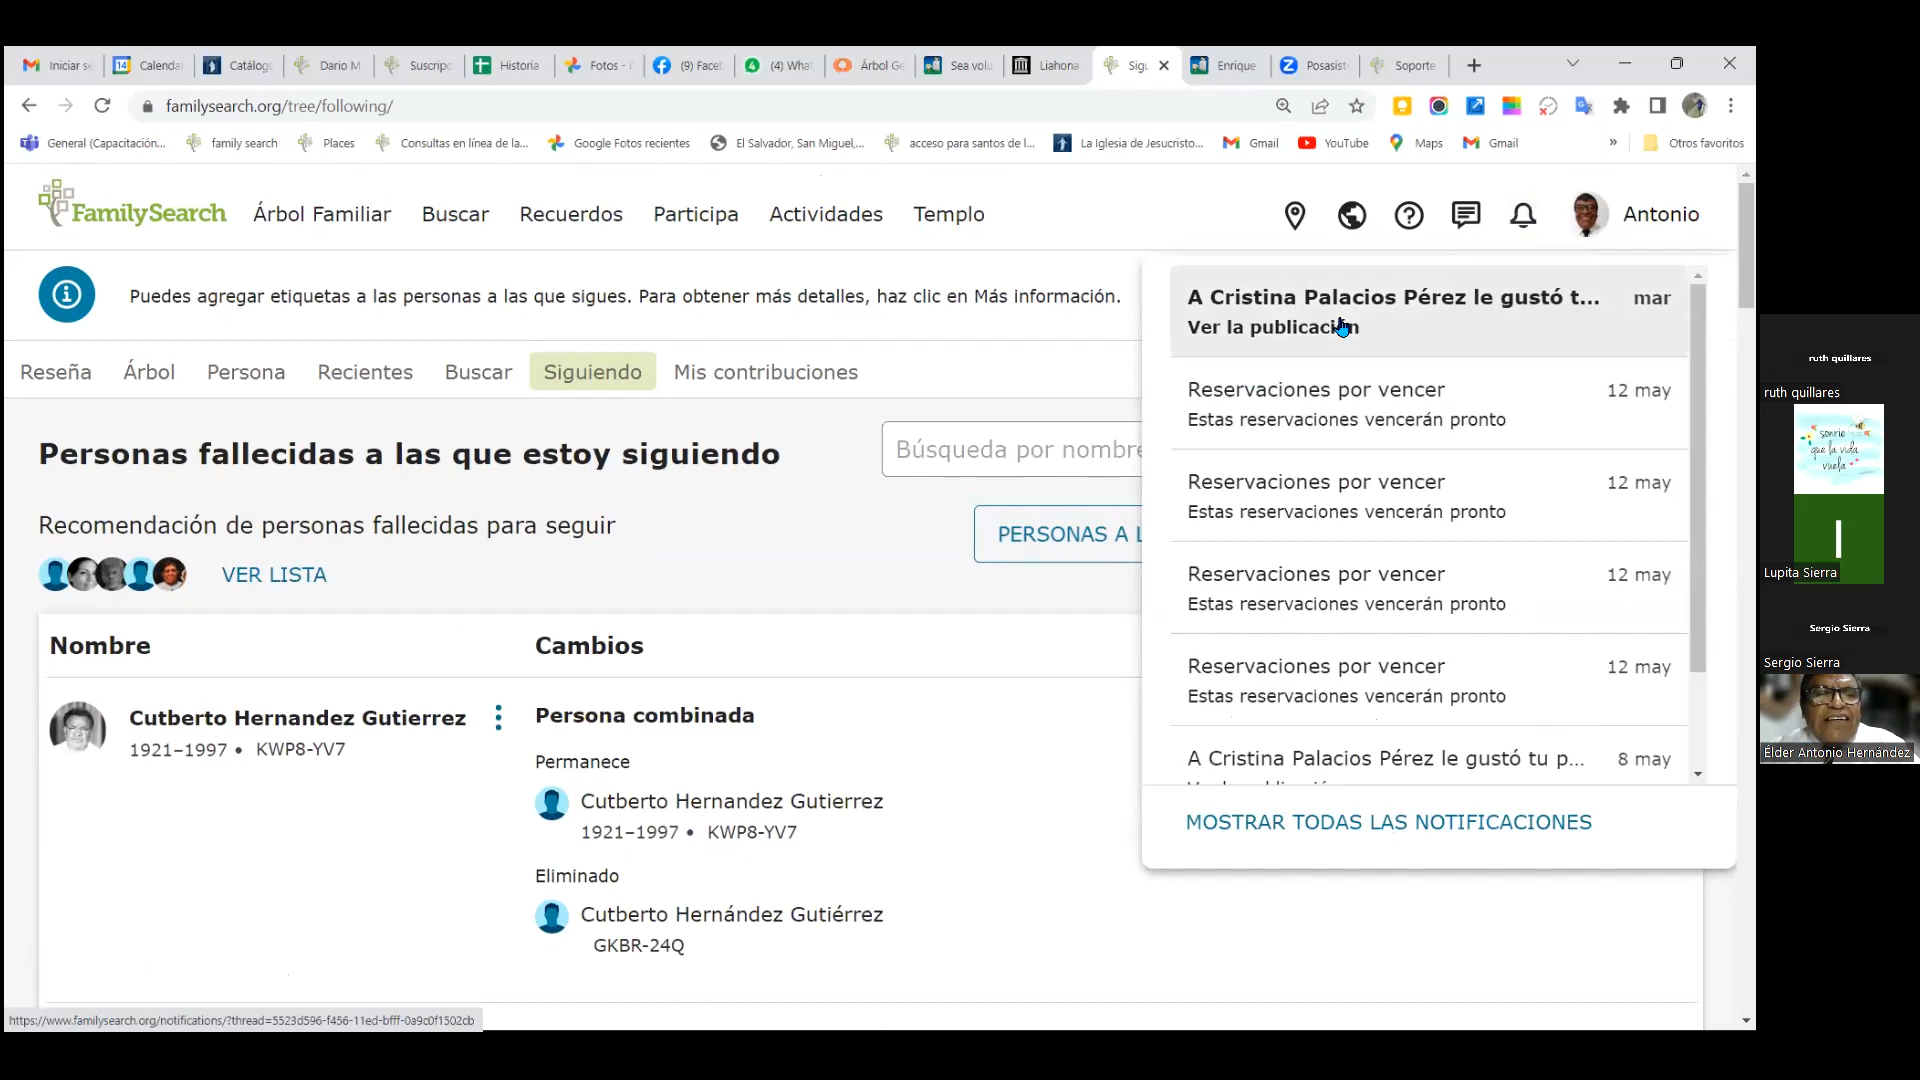 Iniciar se
14
Calenda
Catálogo
Dario M
Suscripc
Historia
Fotos - G
(9) Face
4
(4) Wha
Árbol Ge
Sea volu
Liahona
Sigu
Enrique
Z
Posasist
Soporte
familysearch.org/tree/following/
General (Capacitación...
family search
Places
Consultas en línea de la...
Google Fotos recientes
El Salvador, San Miguel,...
acceso para santos de l...
La Iglesia de Jesucristo...
Gmail
YouTube
Maps
Gmail
»
Otros favoritos
FamilySearch
Árbol Familiar
Buscar
Recuerdos
Participa
Actividades
Templo
Antonio
Puedes agregar etiquetas a las personas a las que sigues. Para obtener más detalles, haz clic en Más información.
Reseña
Árbol
Persona
Recientes
Buscar
Siguiendo
Mis contribuciones
Personas fallecidas a las que estoy siguiendo
Búsqueda por nombre
Recomendación de personas fallecidas para seguir
PERSONAS A L
VER LISTA
Nombre
Cambios
Cutberto Hernandez Gutierrez
1921–1997 • KWP8-YV7
Persona combinada
Permanece
Cutberto Hernandez Gutierrez
1921–1997 • KWP8-YV7
Eliminado
Cutberto Hernández Gutiérrez
GKBR-24Q
A Cristina Palacios Pérez le gustó t...
mar
Ver la publicación
Reservaciones por vencer
12 may
Estas reservaciones vencerán pronto
Reservaciones por vencer
12 may
Estas reservaciones vencerán pronto
Reservaciones por vencer
12 may
Estas reservaciones vencerán pronto
Reservaciones por vencer
12 may
Estas reservaciones vencerán pronto
A Cristina Palacios Pérez le gustó tu p...
8 may
MOSTRAR TODAS LAS NOTIFICACIONES
https://www.familysearch.org/notifications/?thread=5523d596-f456-11ed-bfff-0a9c0f1502cb
ruth quillares
ruth quillares
sonríe
que la vida
vuela
I
Lupita Sierra
Sergio Sierra
Sergio Sierra
Élder Antonio Hernández